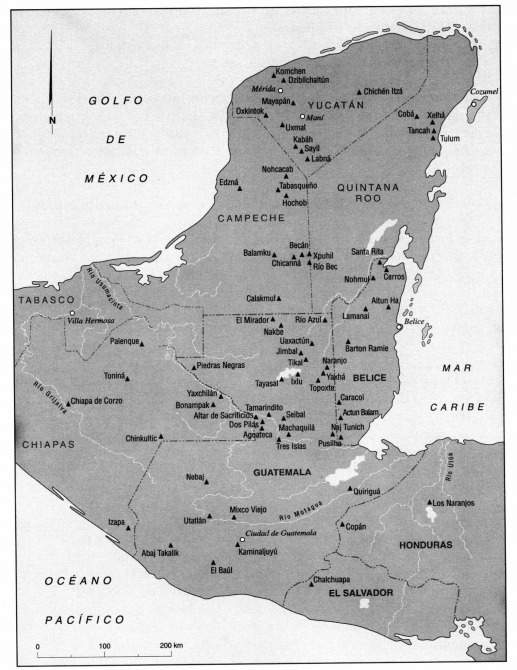 Komchen
Dzibilchaltún
Mérida
Chichén Itzá
Cozumel
GOLFO
DE
MÉXICO
N
Mayapán
YUCATÁN
Oxkintok
Maní
Cobá
Xelhá
Uxmal
Tancah
Tulum
Kabáh
Sayil
Labná
Nohcacab
Edzná
Tabasqueño
Hochob
QUINTANA
ROO
CAMPECHE
Becán
Santa Rita
Balamku
Xpuhil
Chicanná
Río Bec
Nohmul
Cerros
Río Usumacinta
Calakmul
Altun Ha
TABASCO
Lamanai
Villa Hermosa
El Mirador
Río Azul
Belice
Nakbe
Palenque
Uaxactún
Barton Ramie
Jimbal
Tikal
Naranjo
MAR
CARIBE
Piedras Negras
Toniná
Tayasal
Ixlu
Yaxhá
BELICE
Topoxte
Río Grijalva
Yaxchilán
Chiapa de Corzo
Bonampak
Tamarindito
Caracol
Altar de Sacrificios
Seibal
Actun Balam
Dos Pilas
Machaquilá
Naj Tunich
Chinkultic
Aguateca
Pusilha
CHIAPAS
Tres Islas
GUATEMALA
Río Ulúa
Nebaj
Quiriguá
Los Naranjos
Mixco Viejo
Río Motagua
Utatlán
Izapa
Copán
Ciudad de Guatemala
Abaj Takalik
Kaminaljuyú
HONDURAS
El Baúl
OCÉANO
PACÍFICO
Chalchuapa
EL SALVADOR
0 100 200 km